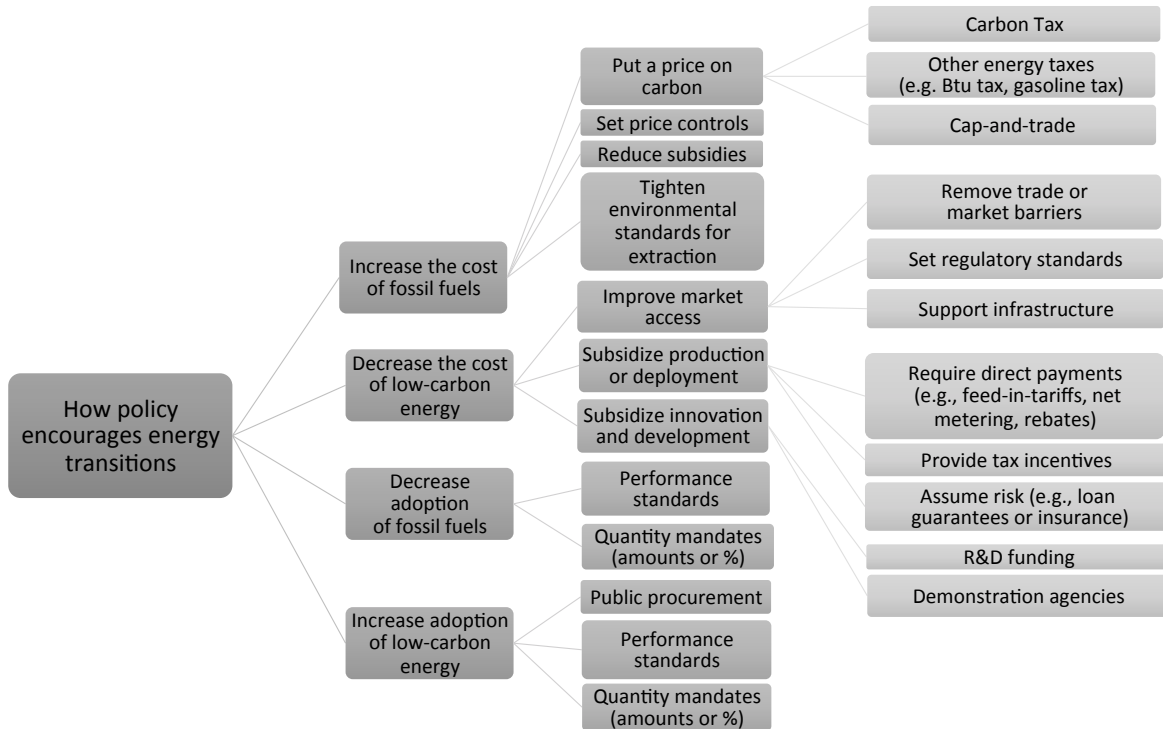 How policy
encourages energy
transitions
Increase the cost
of fossil fuels
Decrease the cost
of low-carbon
energy
Decrease
adoption
of fossil fuels
Increase adoption
of low-carbon
energy
Put a price on
carbon
Set price controls
Reduce subsidies
Tighten
environmental
standards for
extraction
Improve market
access
Subsidize production
or deployment
Subsidize innovation
and development
Performance
standards
Quantity mandates
(amounts or %)
Public procurement
Performance
standards
Quantity mandates
(amounts or %)
Carbon Tax
Other energy taxes
(e.g. Btu tax, gasoline tax)
Cap-and-trade
Remove trade or
market barriers
Set regulatory standards
Support infrastructure
Require direct payments
(e.g., feed-in-tariffs, net
metering, rebates)
Provide tax incentives
Assume risk (e.g., loan
guarantees or insurance)
R&D funding
Demonstration agencies